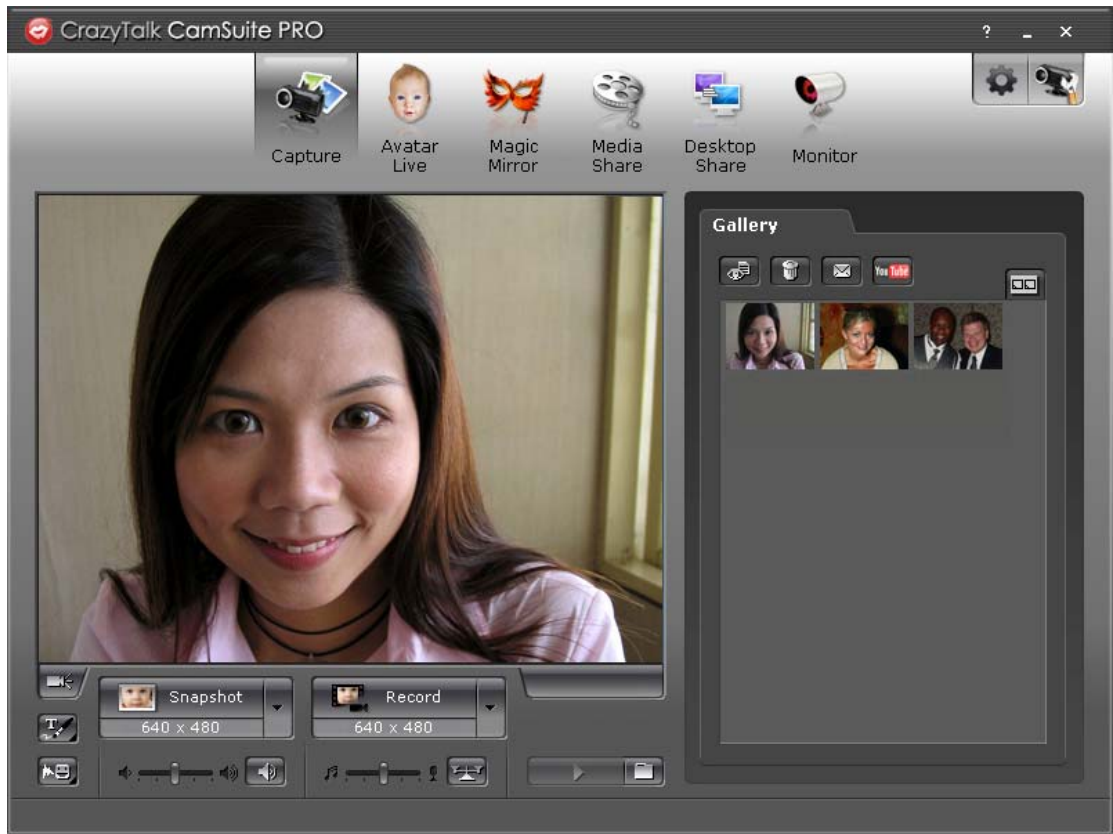 CrazyTalk CamSuite PRO
?
Capture
Avatar
Live
Magic
Mirror
Media
Share
Desktop
Share
Monitor
Gallery
You Tube
Snapshot
640 x 480
Record
640 x 480
T